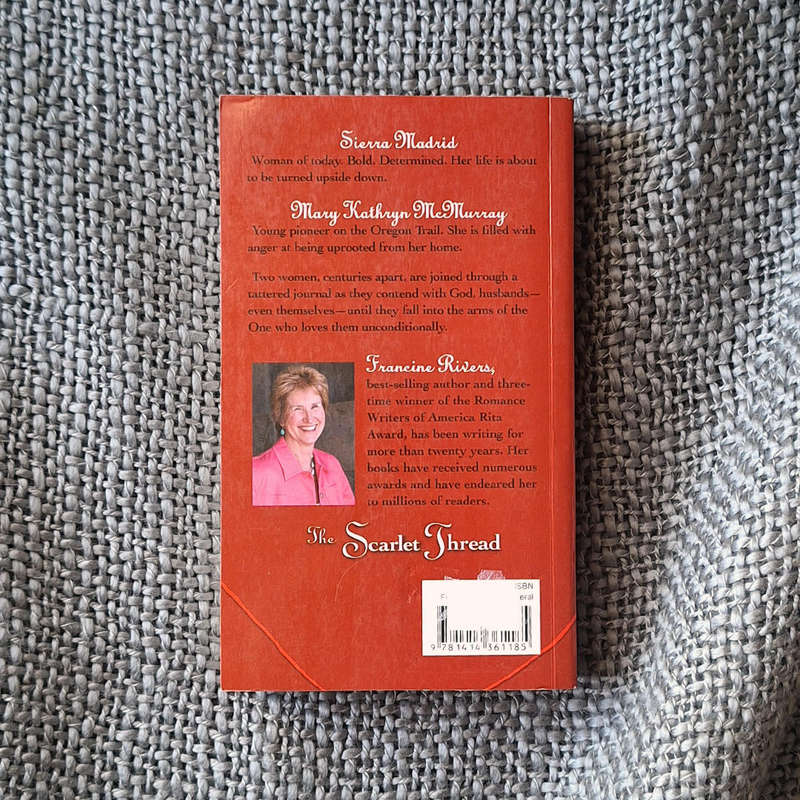 Sierra Madrid
Woman of today. Bold. Determined. Her life is about
to be turned upside down.
Mary Kathryn McMurray
Young pioneer on the Oregon Trail. She is filled with
anger at being uprooted from her home.
Two women, centuries apart, are joined through a
tattered journal as they contend with God, husbands—
even themselves—until they fall into the arms of the
One who loves them unconditionally.
Francine Rivers,
best-selling author and three-
time winner of the Romance
Writers of America Rita
Award, has been writing for
more than twenty years. Her
books have received numerous
awards and have endeared her
to millions of readers.
The Scarlet Thread
ISBN
9 781414 361185